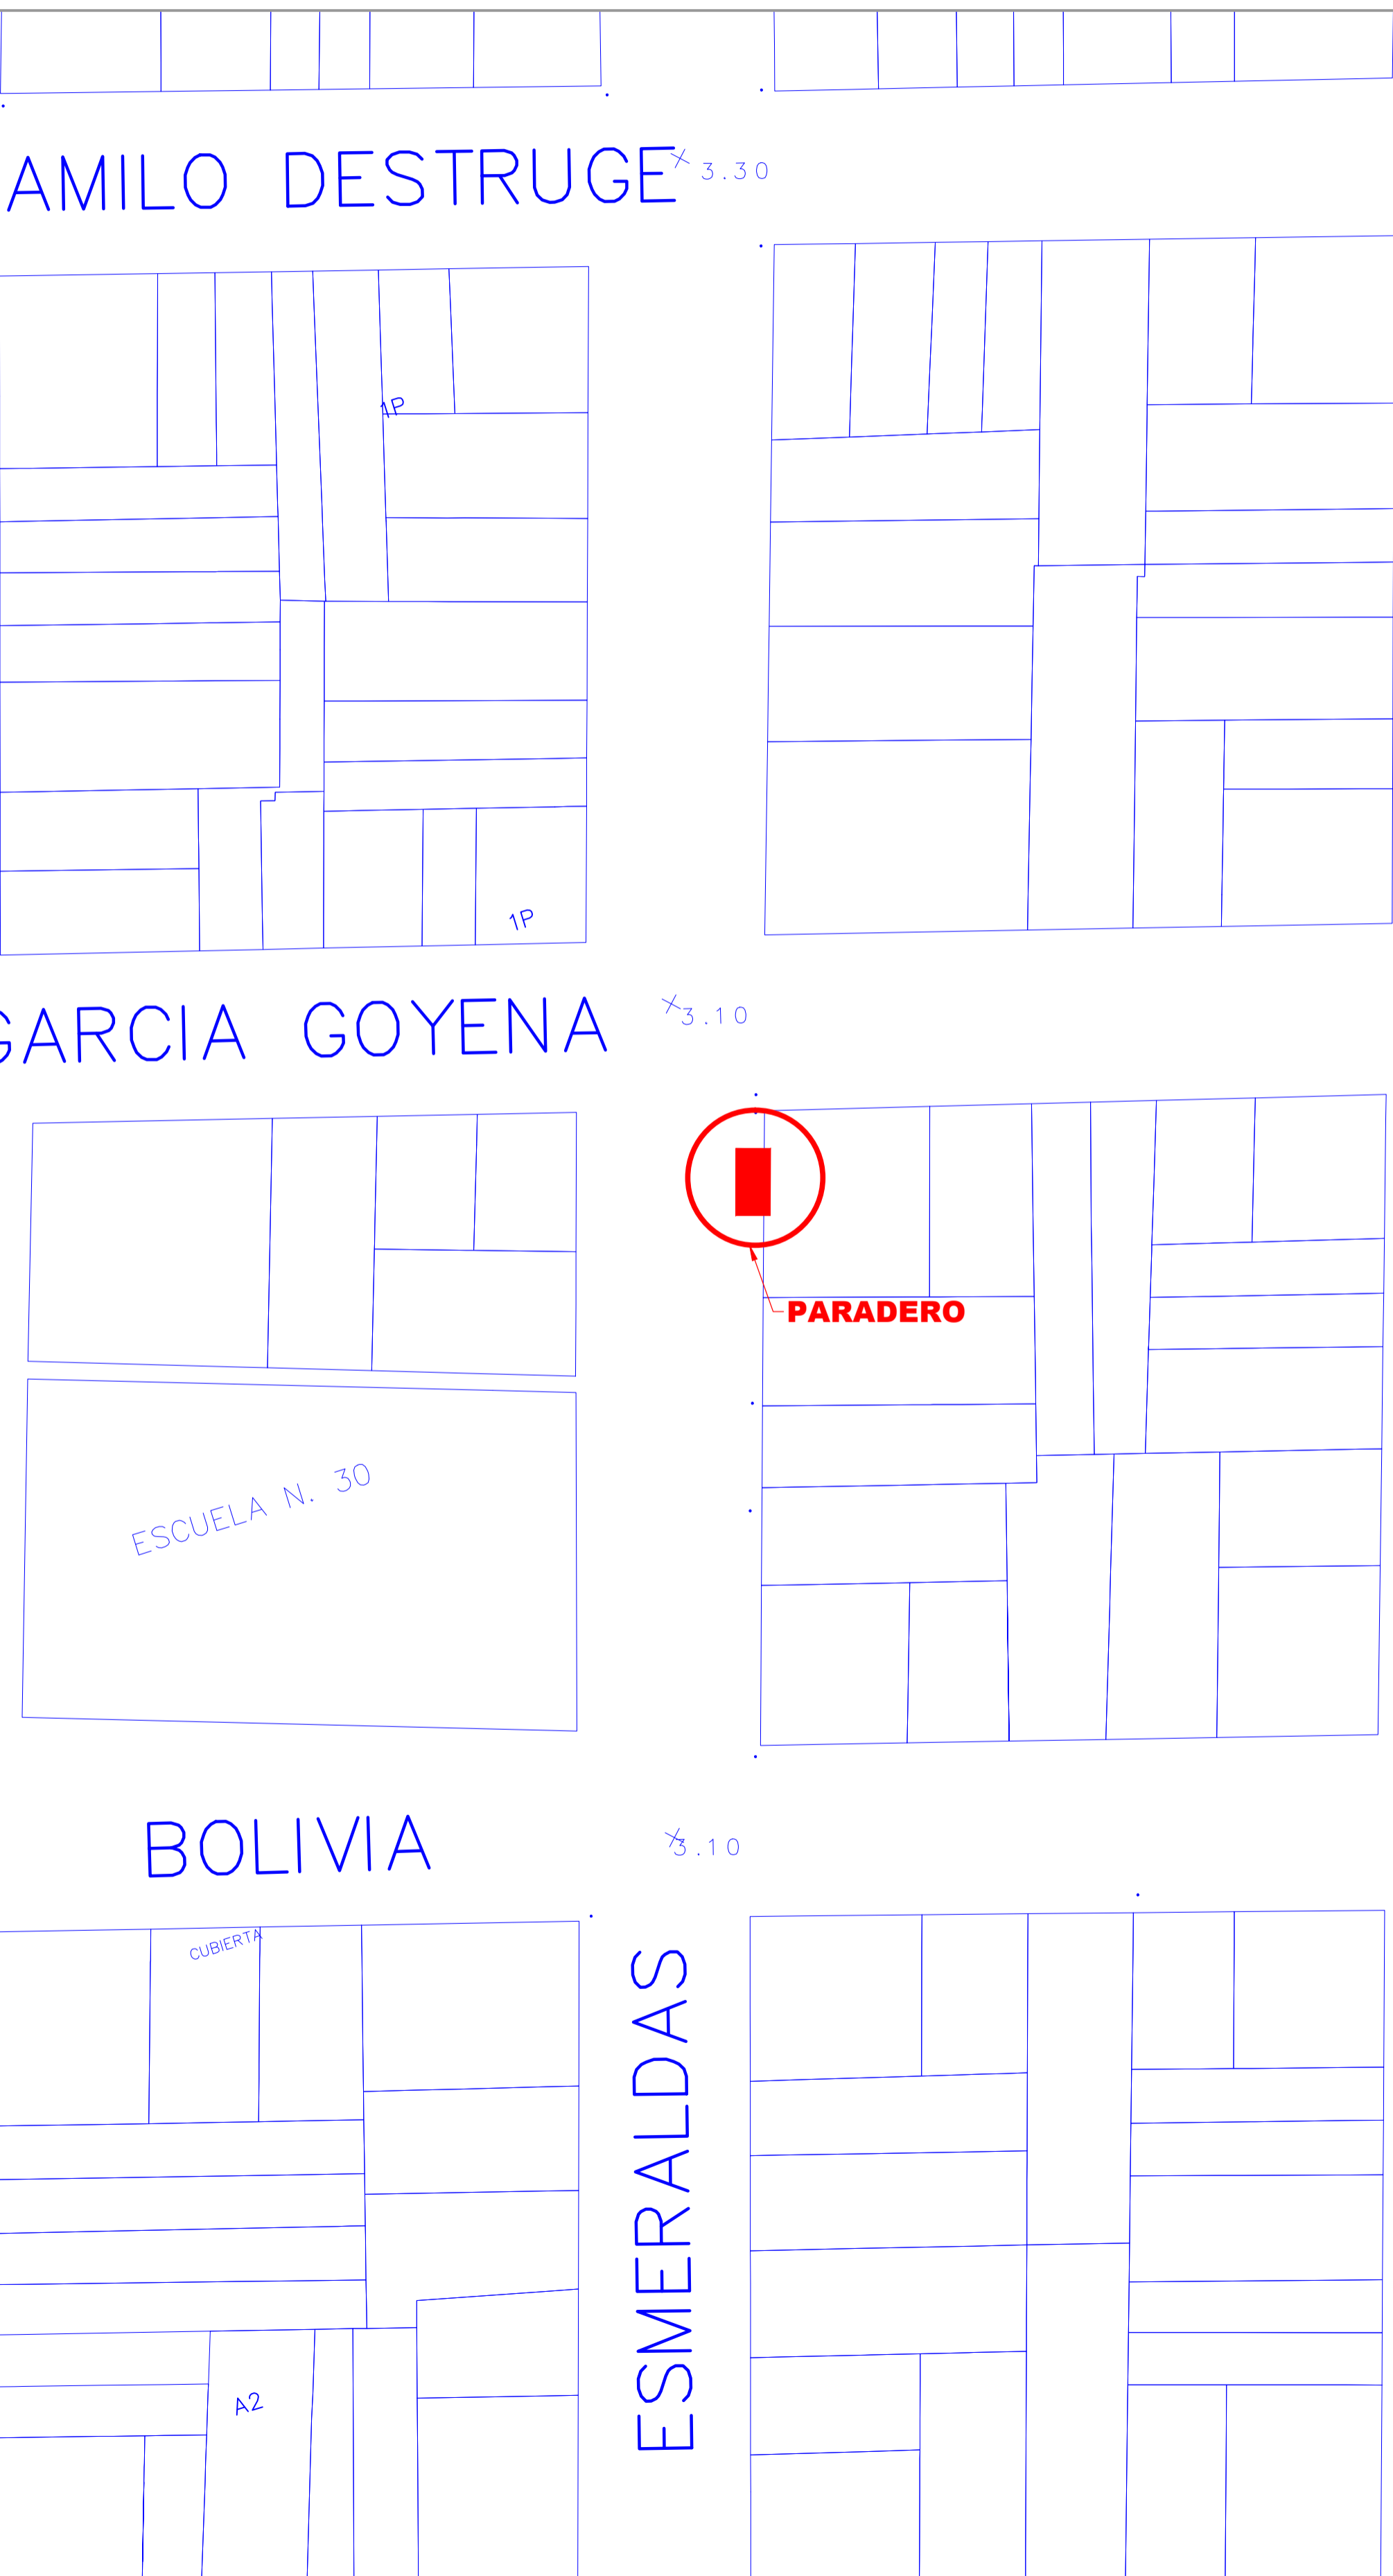 AMILO DESTRUGE
3.30
1P
1P
GARCIA GOYENA
3.10
PARADERO
ESCUELA N. 30
BOLIVIA
3.10
CUBIERTA
ESMERALDAS
A2